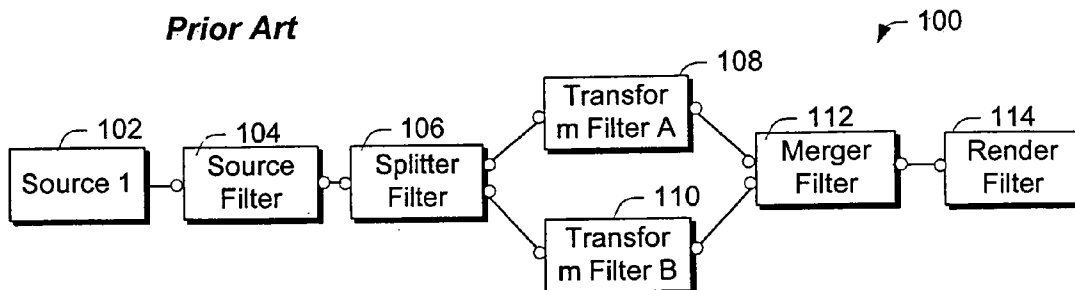 Prior Art
100
108
102
104
106
112
114
Transfor
m Filter A
Source 1
Source
Filter
Splitter
Filter
Merger
Filter
Render
Filter
110
Transfor
m Filter B